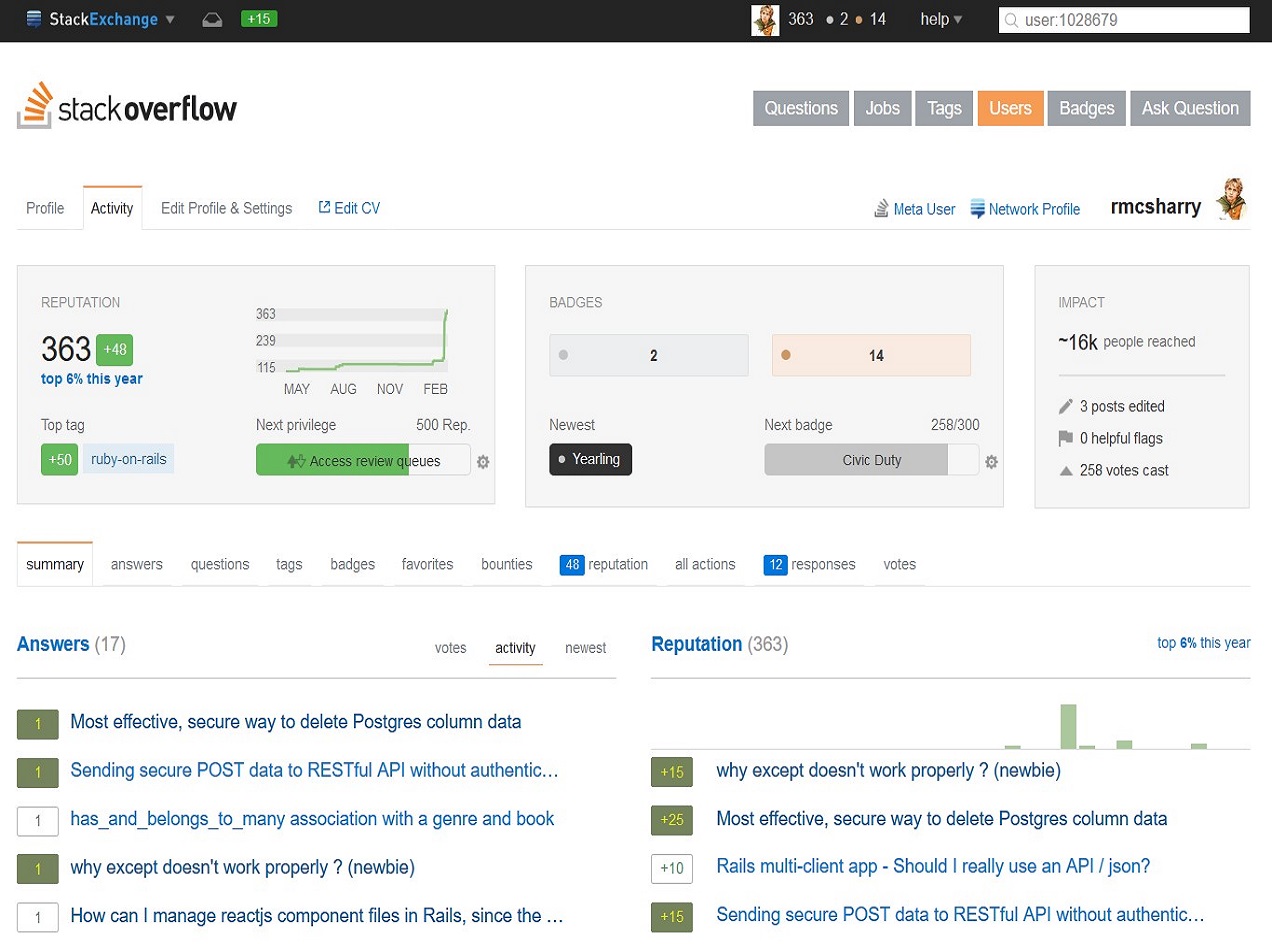 StackExchange +15 363 2 14 help user:1028679
stackoverflow
Questions Jobs Tags Users Badges Ask Question
Profile Activity Edit Profile & Settings Edit CV Meta User Network Profile rmcsharry
REPUTATION
363 +48
top 6% this year
363
239
115
MAY AUG NOV FEB
Top tag
+50 ruby-on-rails
Next privilege 500 Rep.
Access review queues
BADGES
2 14
Newest
Yearling
Next badge 258/300
Civic Duty
IMPACT
~16k people reached
3 posts edited
0 helpful flags
258 votes cast
summary answers questions tags badges favorites bounties 48 reputation all actions 12 responses votes
Answers (17) votes activity newest
1 Most effective, secure way to delete Postgres column data
1 Sending secure POST data to RESTful API without authentic…
1 has_and_belongs_to_many association with a genre and book
1 why except doesn't work properly ? (newbie)
1 How can I manage reactjs component files in Rails, since the …
Reputation (363) top 6% this year
+15 why except doesn't work properly ? (newbie)
+25 Most effective, secure way to delete Postgres column data
+10 Rails multi-client app - Should I really use an API / json?
+15 Sending secure POST data to RESTful API without authentic…